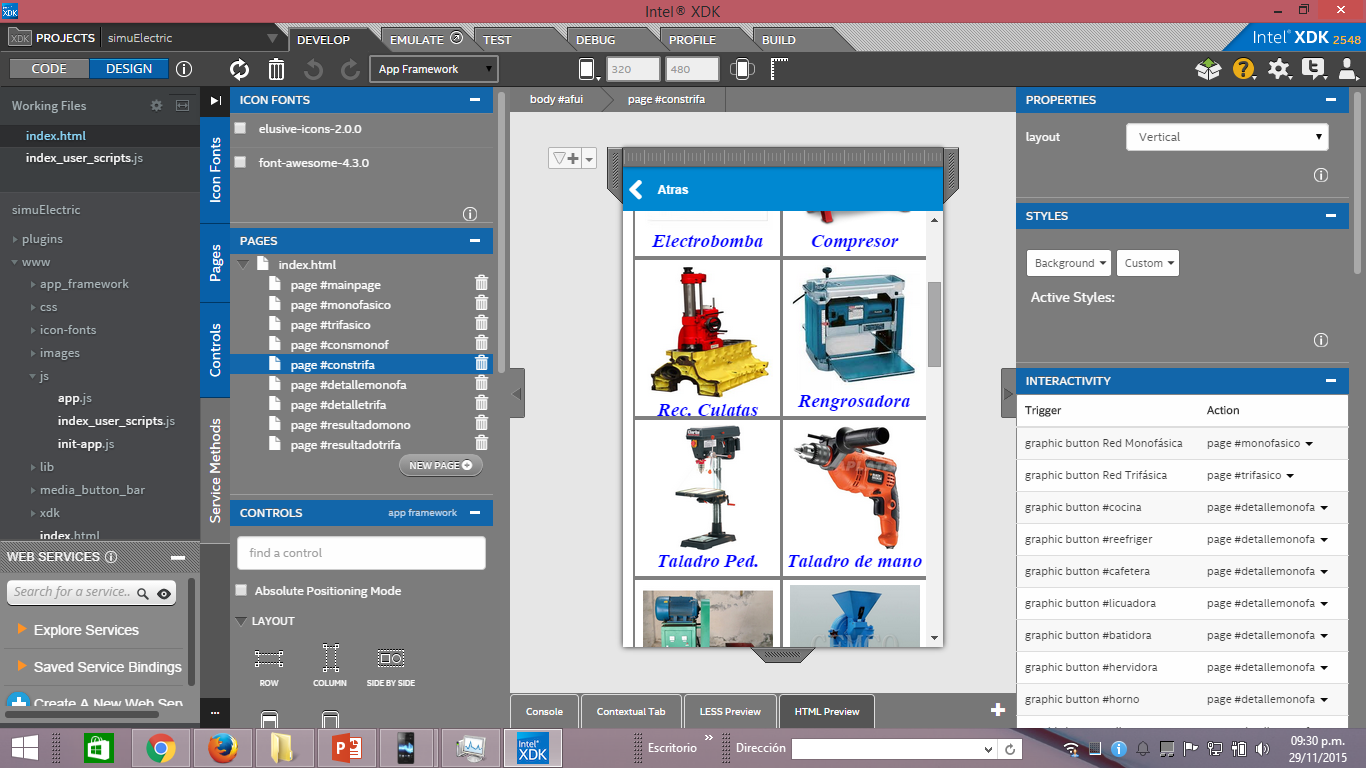 Intel® XDK
XDK PROJECTS simuElectric DEVELOP EMULATE TEST DEBUG PROFILE BUILD Intel® XDK 2548
CODE DESIGN App Framework 320 480
Working Files
index.html
index_user_scripts.js
simuElectric
plugins
www
app_framework
css
icon-fonts
images
js
app.js
index_user_scripts.js
init-app.js
lib
media_button_bar
xdk
index.html
WEB SERVICES
Search for a service..
Explore Services
Saved Service Bindings
Create A New Web Serv
Icon Fonts
Pages
Controls
Service Methods
...
ICON FONTS
elusive-icons-2.0.0
font-awesome-4.3.0
PAGES
index.html
page #mainpage
page #monofasico
page #trifasico
page #consmonof
page #constrifa
page #detallemonofa
page #detalletrifa
page #resultadomono
page #resultadotrifa
NEW PAGE
CONTROLS app framework
find a control
Absolute Positioning Mode
LAYOUT
ROW COLUMN SIDE BY SIDE
body #afui page #constrifa
Atras
Electrobomba Compresor
Rec. Culatas Rengrosadora
Taladro Ped. Taladro de mano
Console Contextual Tab LESS Preview HTML Preview
PROPERTIES
layout Vertical
STYLES
Background Custom
Active Styles:
INTERACTIVITY
Trigger Action
graphic button Red Monofásica page #monofasico
graphic button Red Trifásica page #trifasico
graphic button #cocina page #detallemonofa
graphic button #reefriger page #detallemonofa
graphic button #cafetera page #detallemonofa
graphic button #licuadora page #detallemonofa
graphic button #batidora page #detallemonofa
graphic button #hervidora page #detallemonofa
graphic button #horno page #detallemonofa
Intel® XDK Escritorio » Dirección 09:30 p.m.
29/11/2015